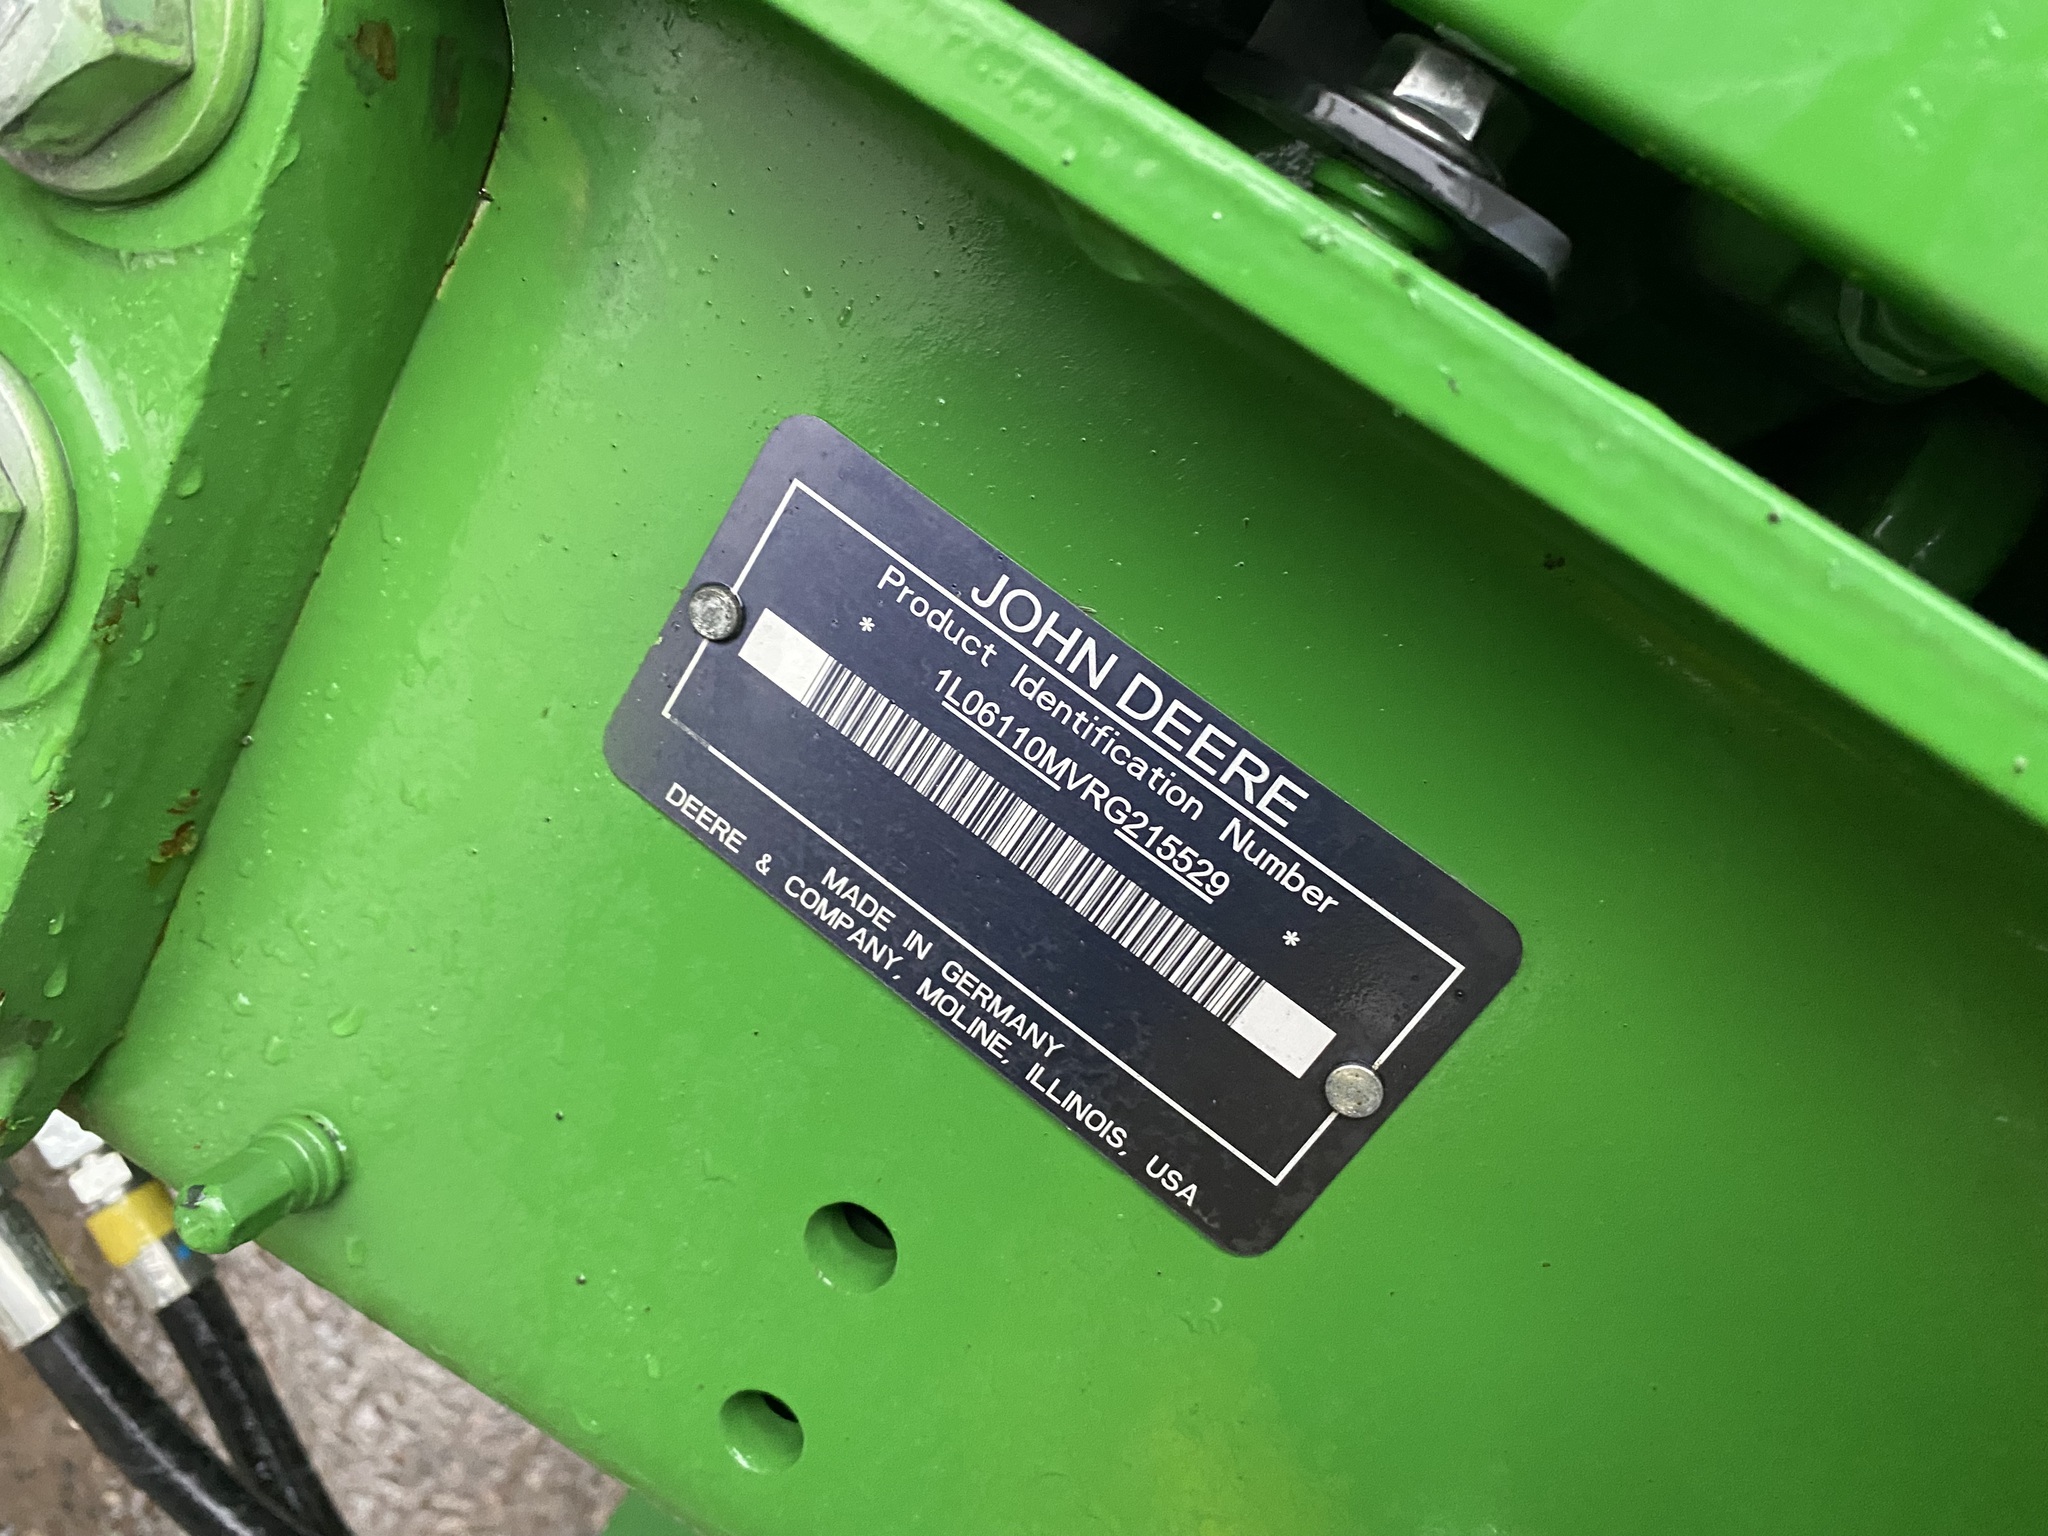 JOHN DEERE
Product Identification Number
* 1L06110MVRG215529 *
MADE IN GERMANY
DEERE & COMPANY, MOLINE, ILLINOIS, USA